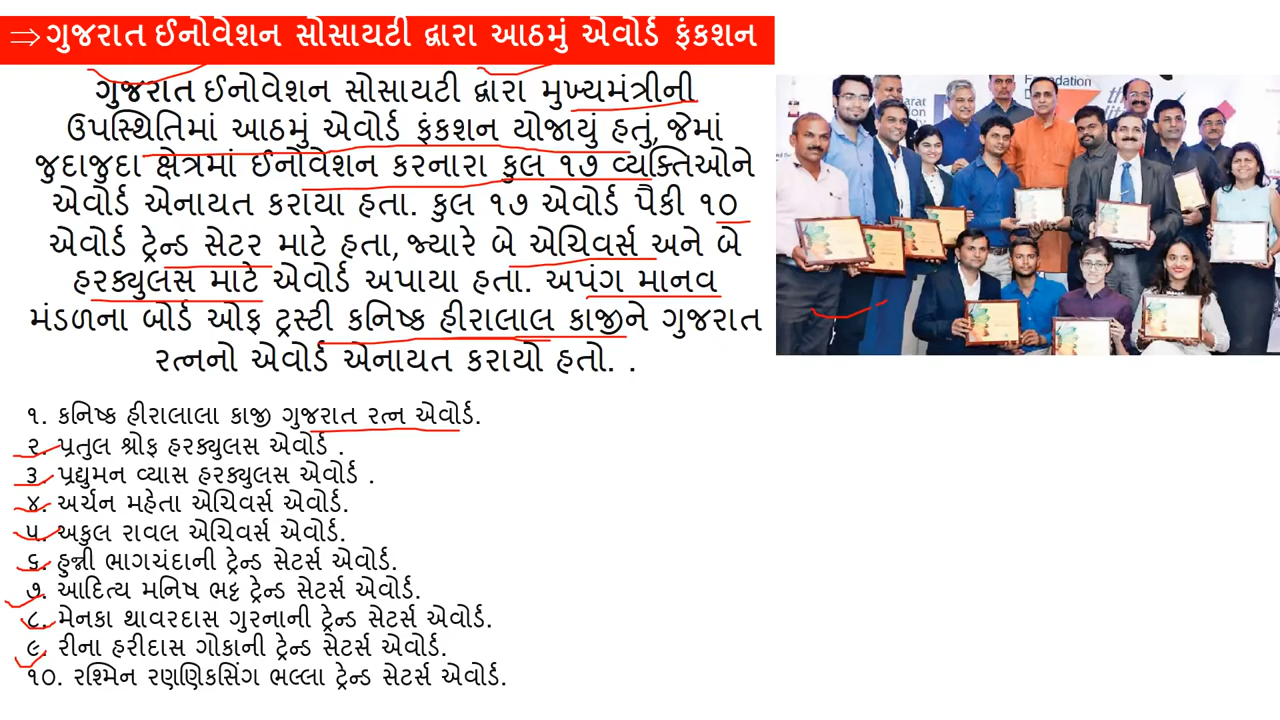 ⇒ ગુજરાત ઈનોવેશન સોસાયટી દ્વારા આઠમું એવોર્ડ ફંકશન
ગુજરાત ઈનોવેશન સોસાયટી દ્વારા મુખ્યમંત્રીની
ઉપસ્થિતિમાં આઠમું એવોર્ડ ફંકશન યોજાયું હતું, જેમાં
જુદાજુદા ક્ષેત્રમાં ઈનોવેશન કરનારા કુલ ૧૭ વ્યક્તિઓને
એવોર્ડ એનાયત કરાયા હતા. કુલ ૧૭ એવોર્ડ પૈકી ૧૦
એવોર્ડ ટ્રેન્ડ સેટર માટે હતા, જ્યારે બે એચિવર્સ અને બે
હરક્યુલસ માટે એવોર્ડ અપાયા હતા. અપંગ માનવ
મંડળના બોર્ડ ઓફ ટ્રસ્ટી કનિષ્ક હીરાલાલ કાજીને ગુજરાત
રત્નનો એવોર્ડ એનાયત કરાયો હતો. .
૧. કનિષ્ક હીરાલાલા કાજી ગુજરાત રત્ન એવોર્ડ.
૨. પ્રતુલ શ્રોફ હરક્યુલસ એવોર્ડ .
૩. પ્રદ્યુમન વ્યાસ હરક્યુલસ એવોર્ડ .
૪. અર્ચન મહેતા એચિવર્સ એવોર્ડ.
૫. અકુલ રાવલ એચિવર્સ એવોર્ડ.
૬. હુન્ની ભાગચંદાની ટ્રેન્ડ સેટર્સ એવોર્ડ.
૭. આદિત્ય મનિષ ભટ્ટ ટ્રેન્ડ સેટર્સ એવોર્ડ.
૮. મેનકા થાવરદાસ ગુરનાની ટ્રેન્ડ સેટર્સ એવોર્ડ.
૯. રીના હરીદાસ ગોકાની ટ્રેન્ડ સેટર્સ એવોર્ડ.
૧૦. રશ્મિન રણણિકસિંગ ભલ્લા ટ્રેન્ડ સેટર્સ એવોર્ડ.
Foundation